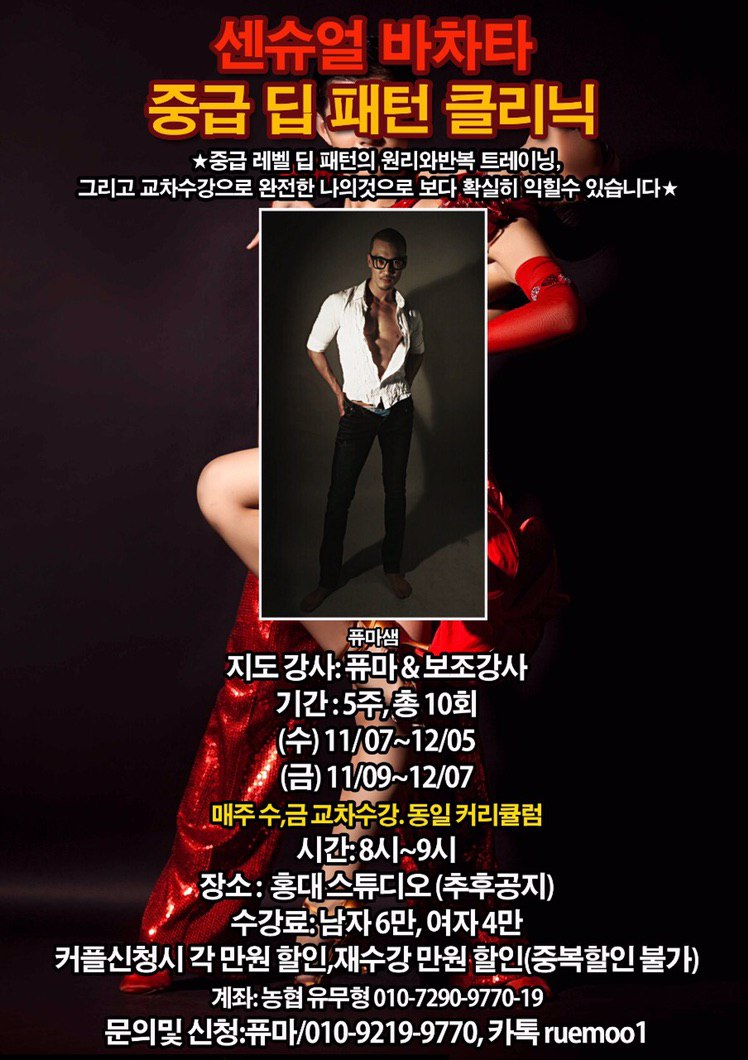 센슈얼 바차타
중급 딥 패턴 클리닉
★중급 레벨 딥 패턴의 원리와반복 트레이닝,
그리고 교차수강으로 완전한 나의것으로 보다 확실히 익힐수 있습니다★
퓨마샘
지도 강사: 퓨마 & 보조강사
기간 : 5주, 총 10회
(수) 11/07~12/05
(금) 11/09~12/07
매주 수,금 교차수강. 동일 커리큘럼
시간: 8시~9시
장소 : 홍대 스튜디오 (추후공지)
수강료: 남자 6만, 여자 4만
커플신청시 각 만원 할인,재수강 만원 할인(중복할인 불가)
계좌: 농협 유무형 010-7290-9770-19
문의및 신청:퓨마/010-9219-9770, 카톡 ruemoo1